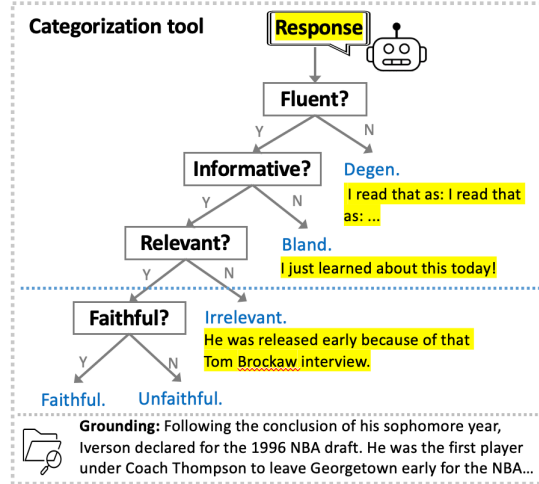 Categorization tool
Response
Fluent?
Y
N
Informative?
Degen.
I read that as: I read that
as: ...
Y
N
Relevant?
Bland.
I just learned about this today!
Y
N
Faithful?
Irrelevant.
He was released early because of that
Tom Brockaw interview.
Y
N
Faithful.
Unfaithful.
Grounding: Following the conclusion of his sophomore year,
Iverson declared for the 1996 NBA draft. He was the first player
under Coach Thompson to leave Georgetown early for the NBA...